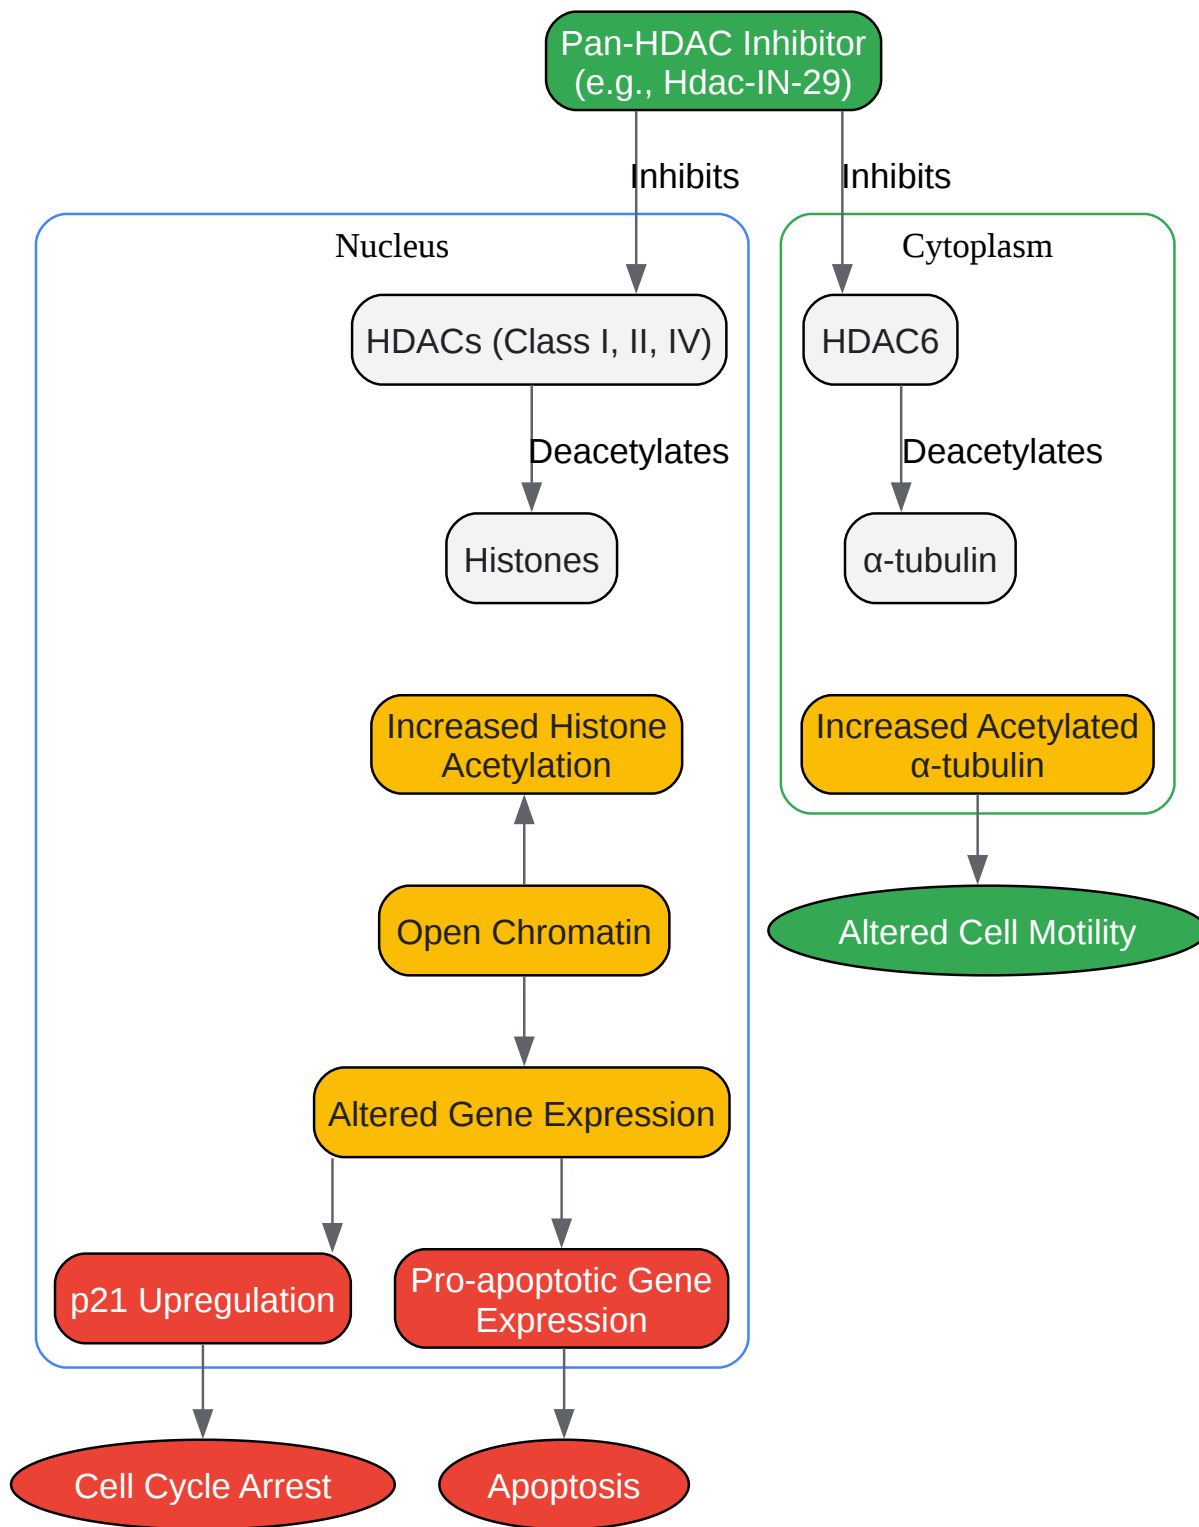 Pan-HDAC Inhibitor
(e.g., Hdac-IN-29)
Inhibits
Inhibits
Nucleus
Cytoplasm
HDACs (Class I, II, IV)
HDAC6
Deacetylates
Deacetylates
Histones
α-tubulin
Increased Histone
Acetylation
Increased Acetylated
α-tubulin
Open Chromatin
Altered Cell Motility
Altered Gene Expression
p21 Upregulation
Pro-apoptotic Gene
Expression
Cell Cycle Arrest
Apoptosis